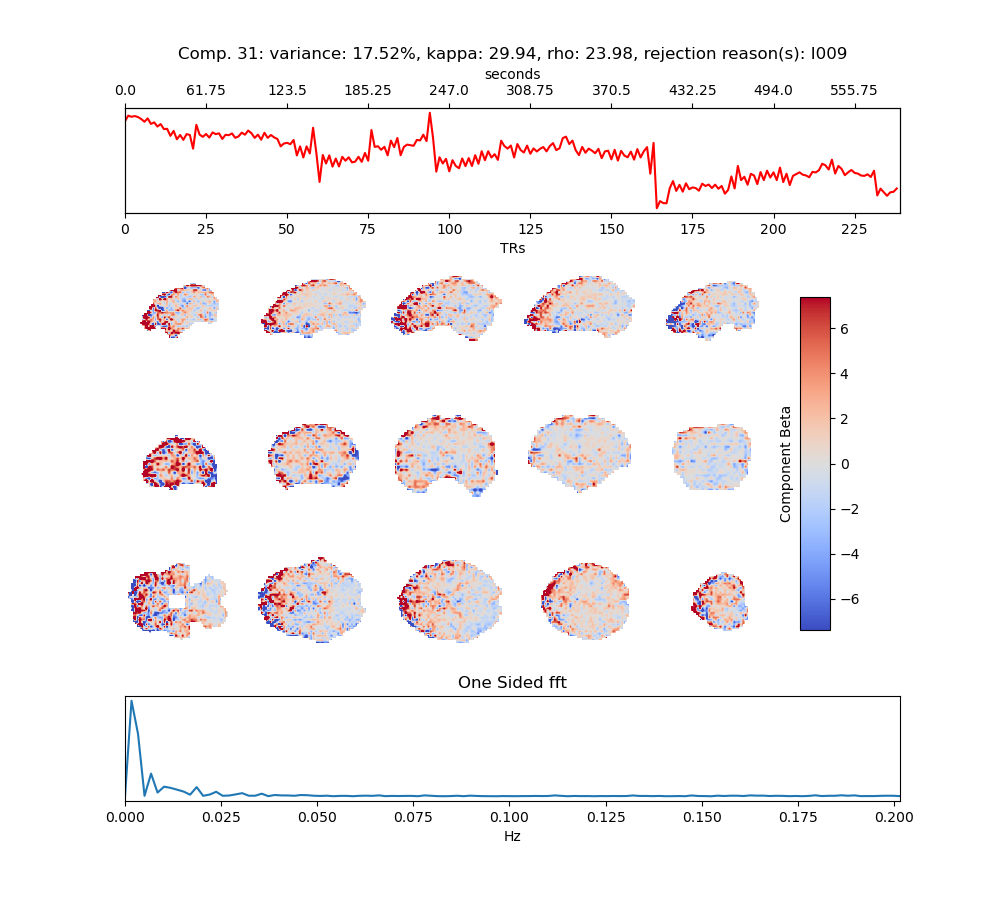 Comp. 31: variance: 17.52%, kappa: 29.94, rho: 23.98, rejection reason(s): I009
seconds
0.0 61.75 123.5 185.25 247.0 308.75 370.5 432.25 494.0 555.75
0 25 50 75 100 125 150 175 200 225
TRs
6
4
2
0
−2
−4
−6
Component Beta
One Sided fft
0.000 0.025 0.050 0.075 0.100 0.125 0.150 0.175 0.200
Hz